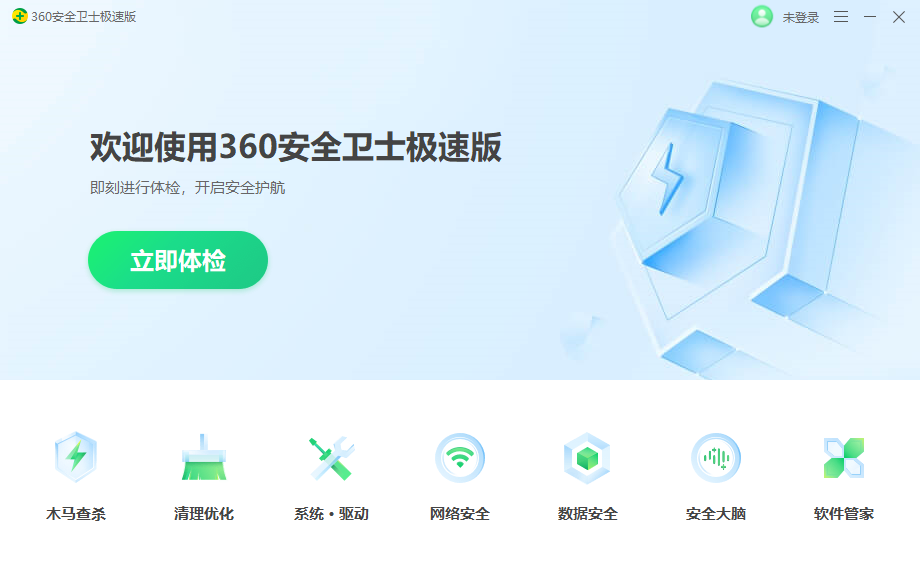 360安全卫士极速版
未登录
欢迎使用360安全卫士极速版
即刻进行体检，开启安全护航
立即体检
木马查杀
清理优化
系统·驱动
网络安全
数据安全
安全大脑
软件管家